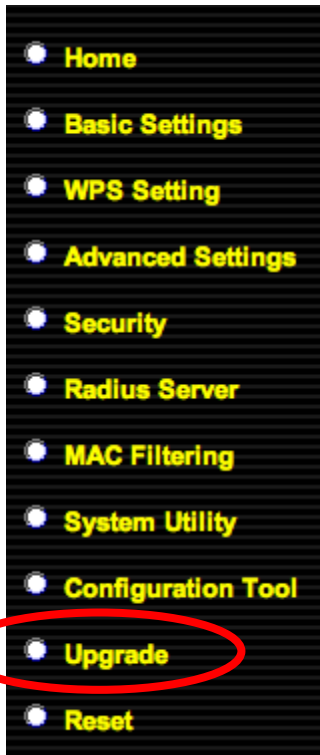 Home
Basic Settings
WPS Setting
Advanced Settings
Security
Radius Server
MAC Filtering
System Utility
Configuration Tool
Upgrade
Reset